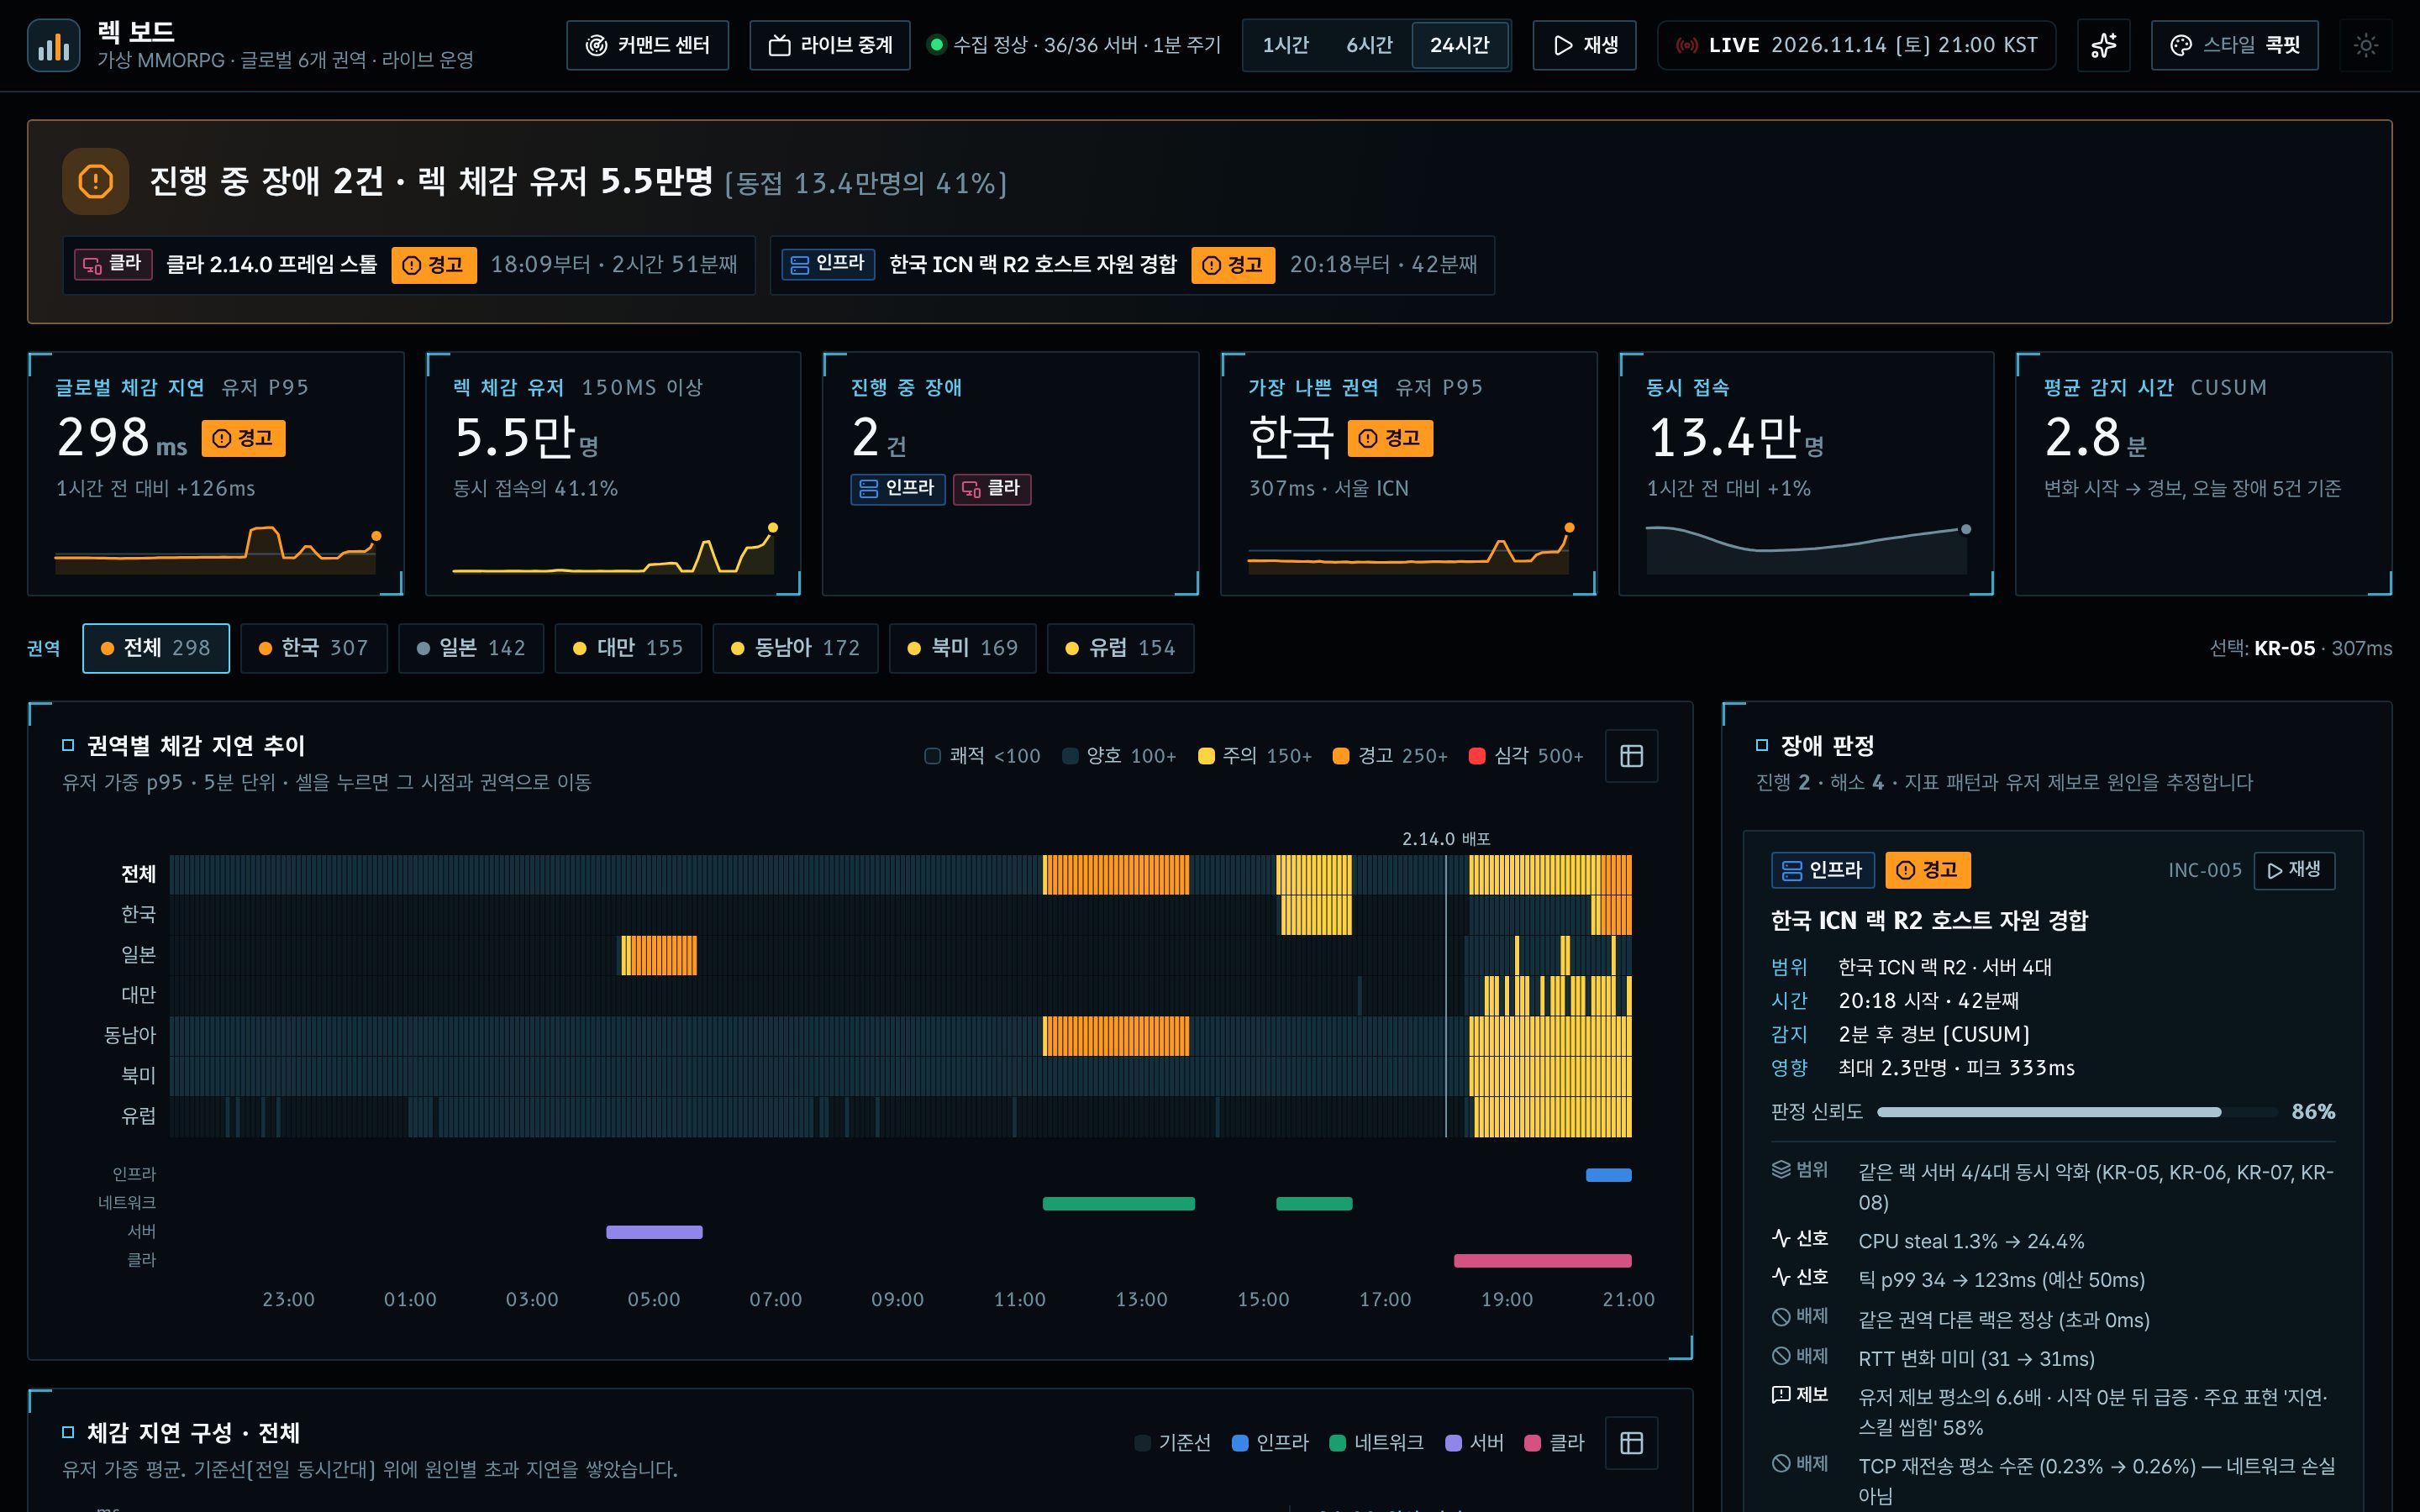 렉 보드
가상 MMORPG · 글로벌 6개 권역 · 라이브 운영
커맨드 센터
라이브 중계
수집 정상 · 36/36 서버 · 1분 주기
1시간 6시간 24시간
재생
LIVE 2026.11.14 [토] 21:00 KST
스타일 콕핏
진행 중 장애 2건 · 렉 체감 유저 5.5만명 [동접 13.4만명의 41%]
클라 클라 2.14.0 프레임 스톨 경고 18:09부터 · 2시간 51분째
인프라 한국 ICN 랙 R2 호스트 자원 경합 경고 20:18부터 · 42분째
글로벌 체감 지연 유저 P95
298 ms 경고
1시간 전 대비 +126ms
렉 체감 유저 150MS 이상
5.5만 명
동시 접속의 41.1%
진행 중 장애
2 건
인프라 클라
가장 나쁜 권역 유저 P95
한국 경고
307ms · 서울 ICN
동시 접속
13.4만 명
1시간 전 대비 +1%
평균 감지 시간 CUSUM
2.8 분
변화 시작 → 경보, 오늘 장애 5건 기준
권역 전체 298 한국 307 일본 142 대만 155 동남아 172 북미 169 유럽 154
선택: KR-05 · 307ms
권역별 체감 지연 추이
유저 가중 p95 · 5분 단위 · 셀을 누르면 그 시점과 권역으로 이동
쾌적 <100 양호 100+ 주의 150+ 경고 250+ 심각 500+
2.14.0 배포
전체
한국
일본
대만
동남아
북미
유럽
인프라
네트워크
서버
클라
23:00 01:00 03:00 05:00 07:00 09:00 11:00 13:00 15:00 17:00 19:00 21:00
체감 지연 구성 · 전체
유저 가중 평균. 기준선[전일 동시간대] 위에 원인별 초과 지연을 쌓았습니다.
기준선 인프라 네트워크 서버 클라
장애 판정
진행 2 · 해소 4 · 지표 패턴과 유저 제보로 원인을 추정합니다
인프라 경고 INC-005 재생
한국 ICN 랙 R2 호스트 자원 경합
범위 한국 ICN 랙 R2 · 서버 4대
시간 20:18 시작 · 42분째
감지 2분 후 경보 [CUSUM]
영향 최대 2.3만명 · 피크 333ms
판정 신뢰도 86%
범위 같은 랙 서버 4/4대 동시 악화 (KR-05, KR-06, KR-07, KR-
08)
신호 CPU steal 1.3% → 24.4%
신호 틱 p99 34 → 123ms (예산 50ms)
배제 같은 권역 다른 랙은 정상 (초과 0ms)
배제 RTT 변화 미미 (31 → 31ms)
제보 유저 제보 평소의 6.6배 · 시작 0분 뒤 급증 · 주요 표현 '지연·
스킬 씹힘' 58%
배제 TCP 재전송 평소 수준 (0.23% → 0.26%) — 네트워크 손실
아님